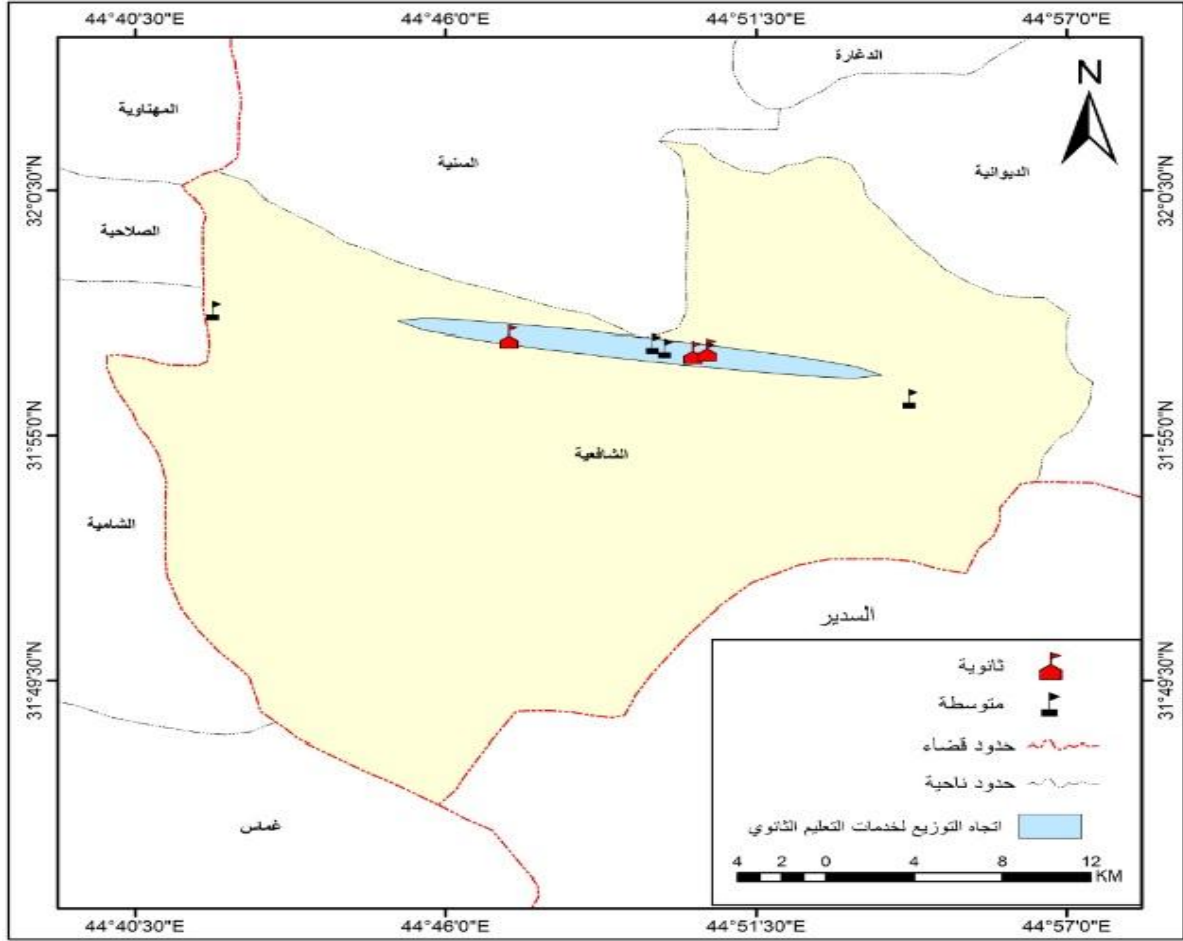 44°40'30"E 44°46'0"E 44°51'30"E 44°57'0"E
N
الدغارة
المهناوية
السنية
الديوانية
32°0'30"N 32°0'30"N
الصلاحية
31°55'0"N 31°55'0"N
الشافعية
الشامية
السدير
31°49'30"N 31°49'30"N
ثانوية
متوسطة
حدود قضاء
حدود ناحية
اتجاه التوزيع لخدمات التعليم الثانوي
غماس
4 2 0 4 8 12
KM
44°40'30"E 44°46'0"E 44°51'30"E 44°57'0"E